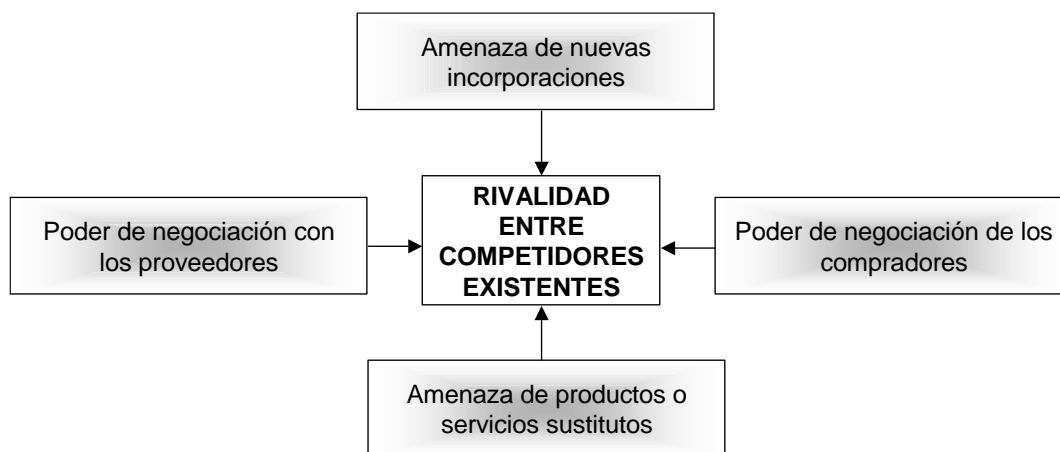 Amenaza de nuevas
incorporaciones
Poder de negociación con
los proveedores
RIVALIDAD
ENTRE
COMPETIDORES
EXISTENTES
Poder de negociación de los
compradores
Amenaza de productos o
servicios sustitutos